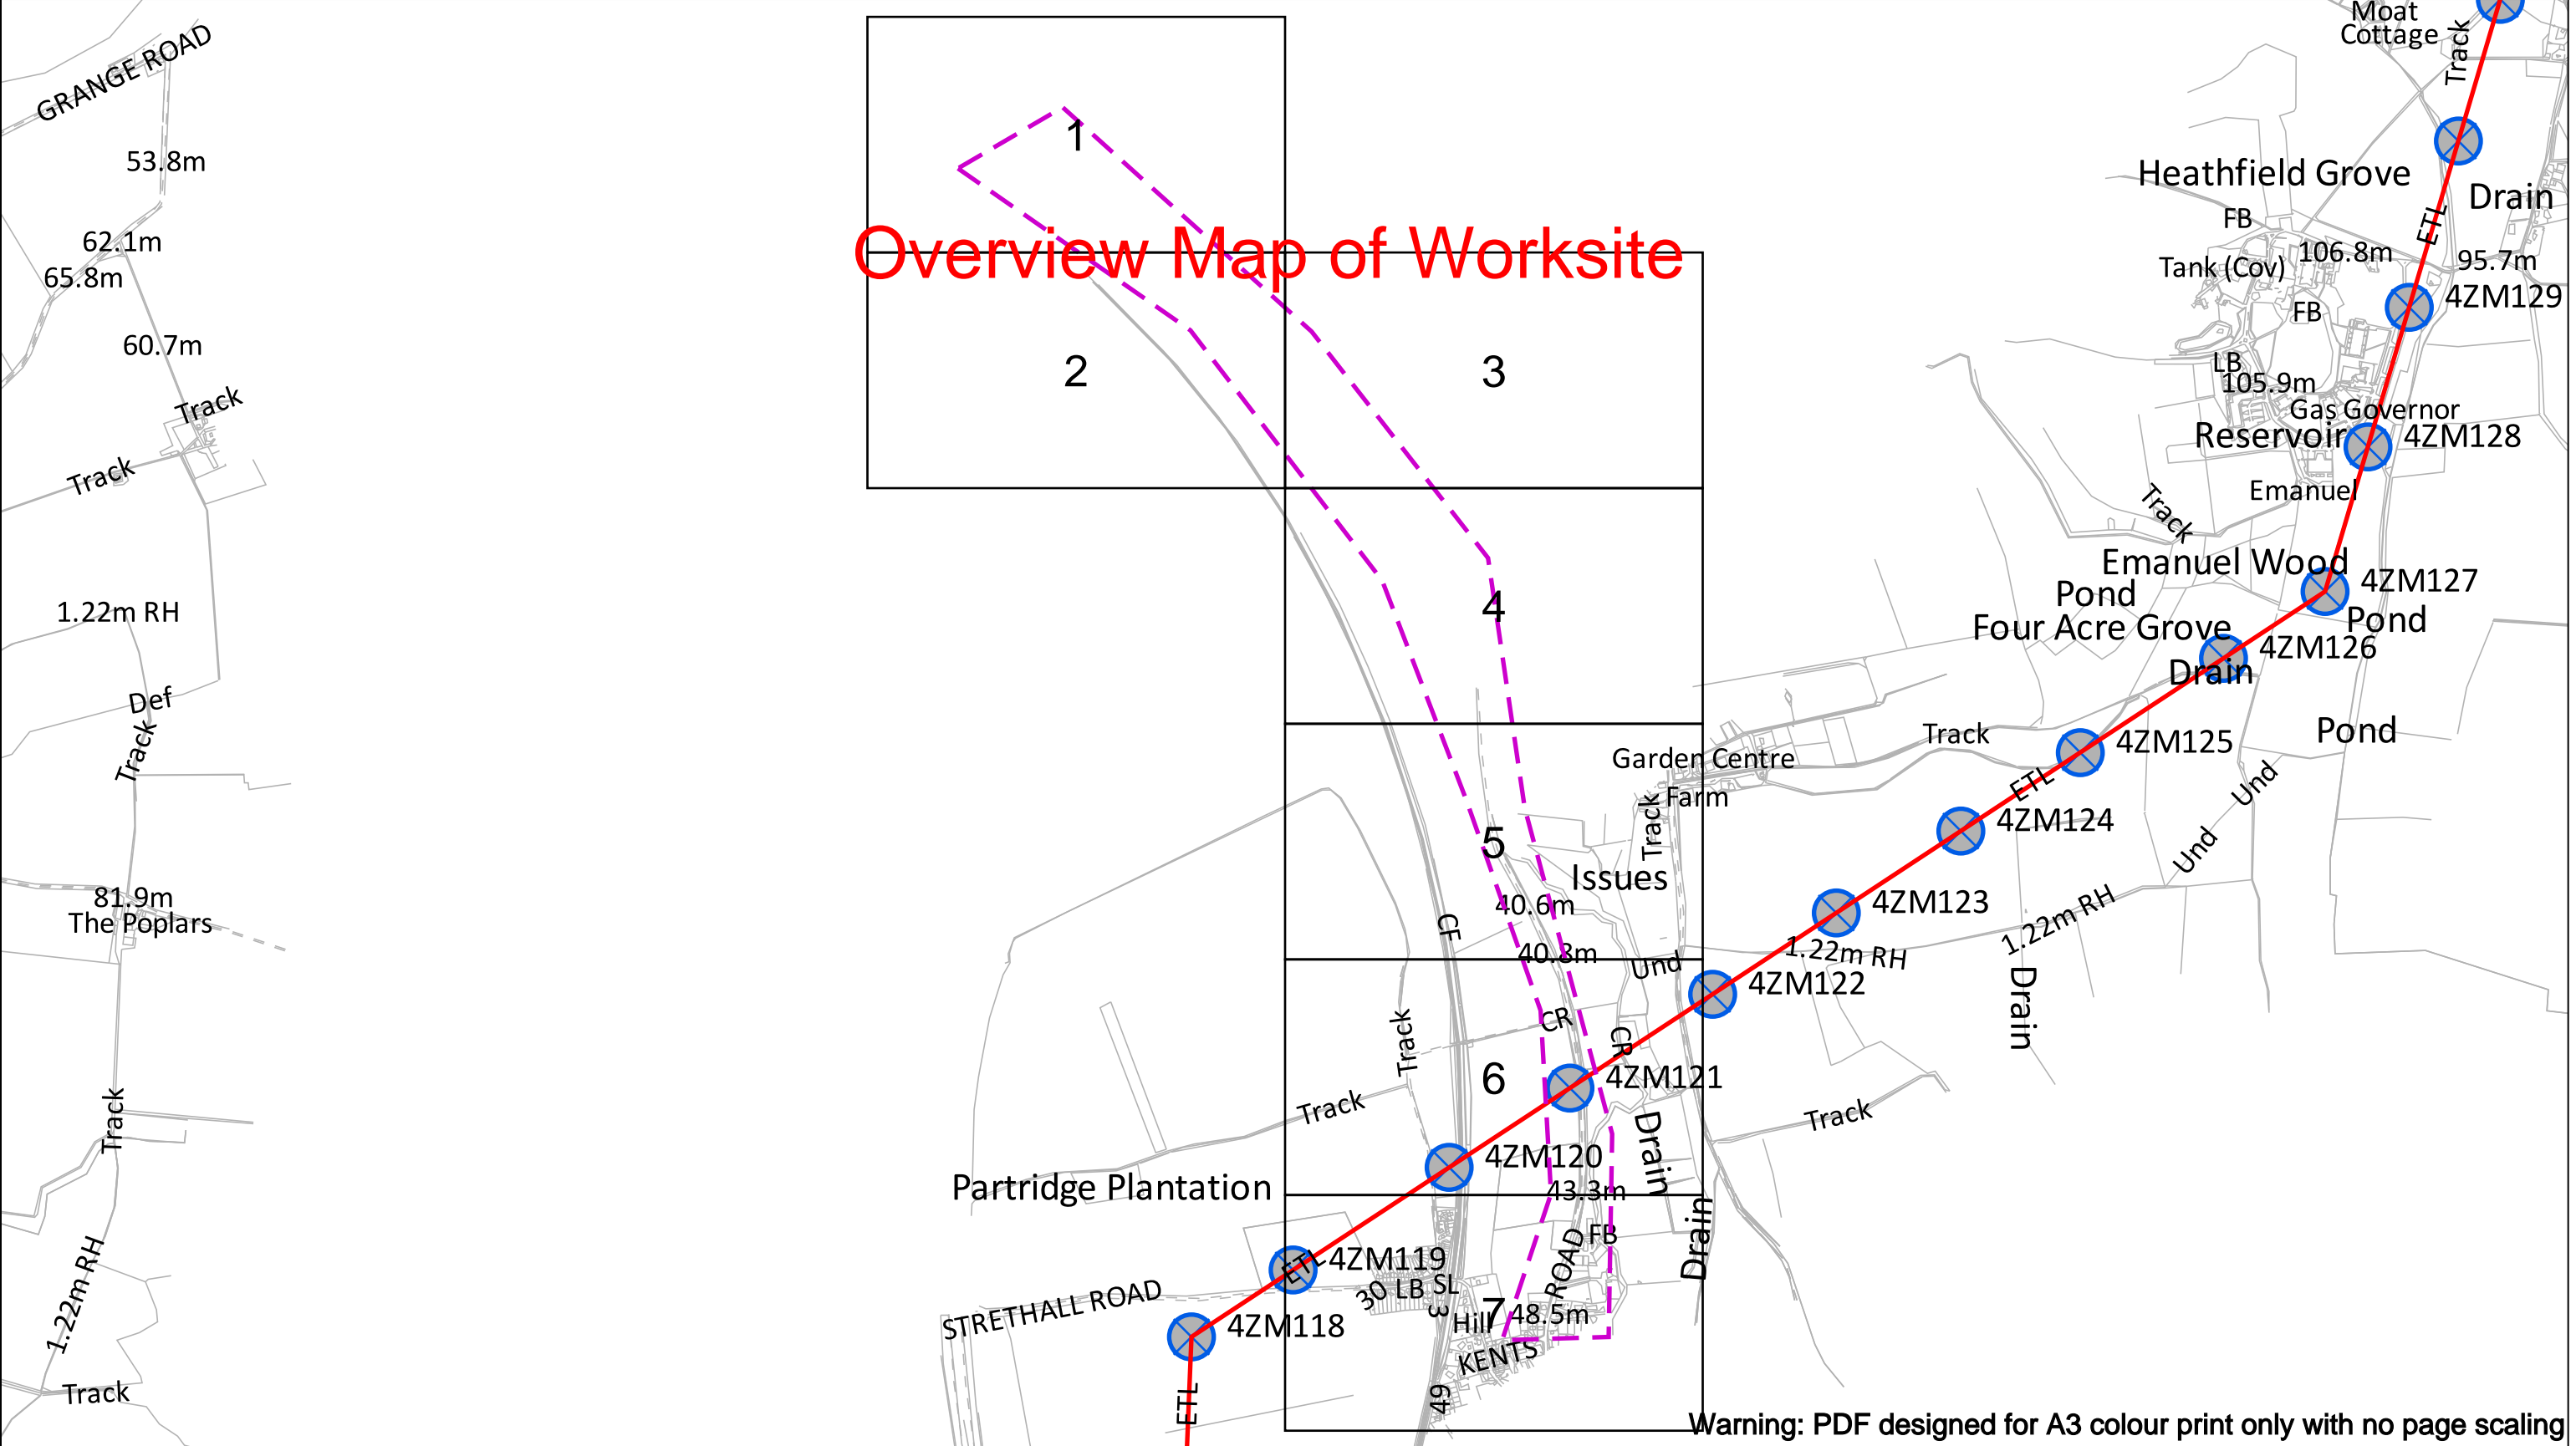 Moat
Cottage
Track
GRANGE ROAD
1
53.8m
Heathfield Grove
Drain
FB
ETL
62.1m
Overview Map of Worksite
106.8m
95.7m
Tank (Cov)
65.8m
4ZM129
FB
60.7m
2
3
LB
105.9m
Track
Gas Governor
Reservoir
4ZM128
Track
Emanuel
Track
Emanuel Wood
4ZM127
Pond
1.22m RH
4
Pond
Four Acre Grove
4ZM126
Drain
Def
Track
Track
4ZM125
Pond
Garden Centre
ETL
Und
Farm
Track
4ZM124
5
Und
Issues
81.9m
40.6m
4ZM123
The Poplars
CF
1.22m RH
40.3m
1.22m RH
Und
4ZM122
Drain
CR
Track
CR
6
4ZM121
Track
Track
Track
Drain
4ZM120
Partridge Plantation
43.3m
FB
Drain
ROAD
ETL
4ZM119
1.22m RH
30
LB
SL
3
STRETHALL ROAD
7
48.5m
Hill
4ZM118
KENTS
Track
ETL
49
Warning: PDF designed for A3 colour print only with no page scaling